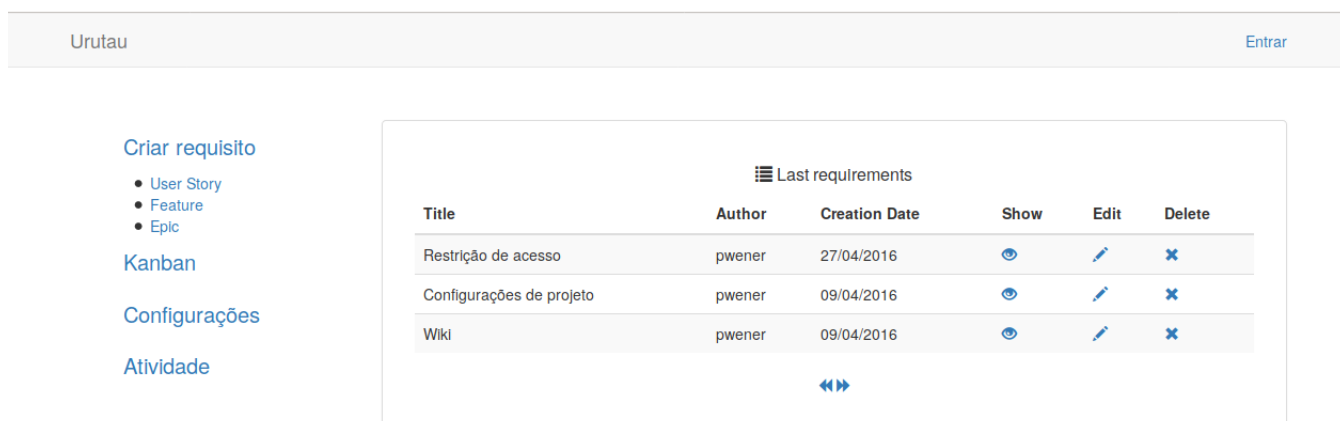 Urutau
Entrar
Criar requisito
User Story
Feature
Epic
Kanban
Configurações
Atividade
Last requirements
Title Author Creation Date Show Edit Delete
Restrição de acesso pwener 27/04/2016
Configurações de projeto pwener 09/04/2016
Wiki pwener 09/04/2016